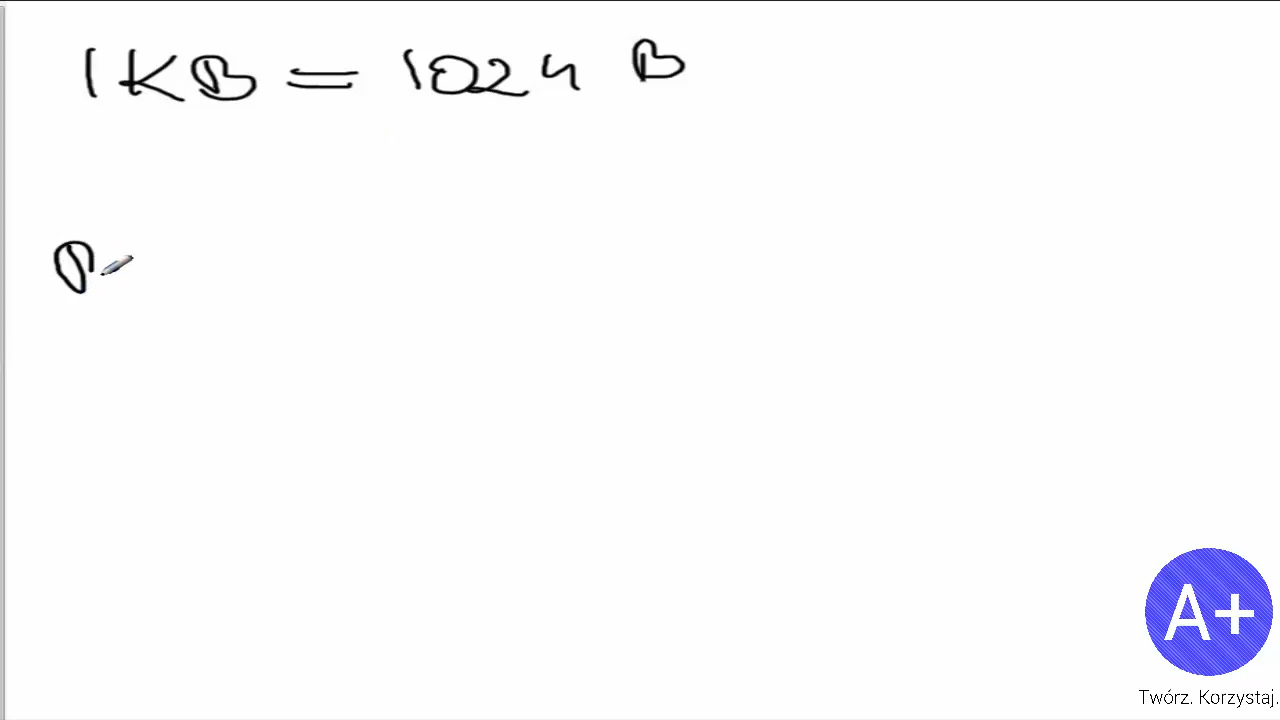 1KB = 1024 B
A+
Twórz. Korzystaj.